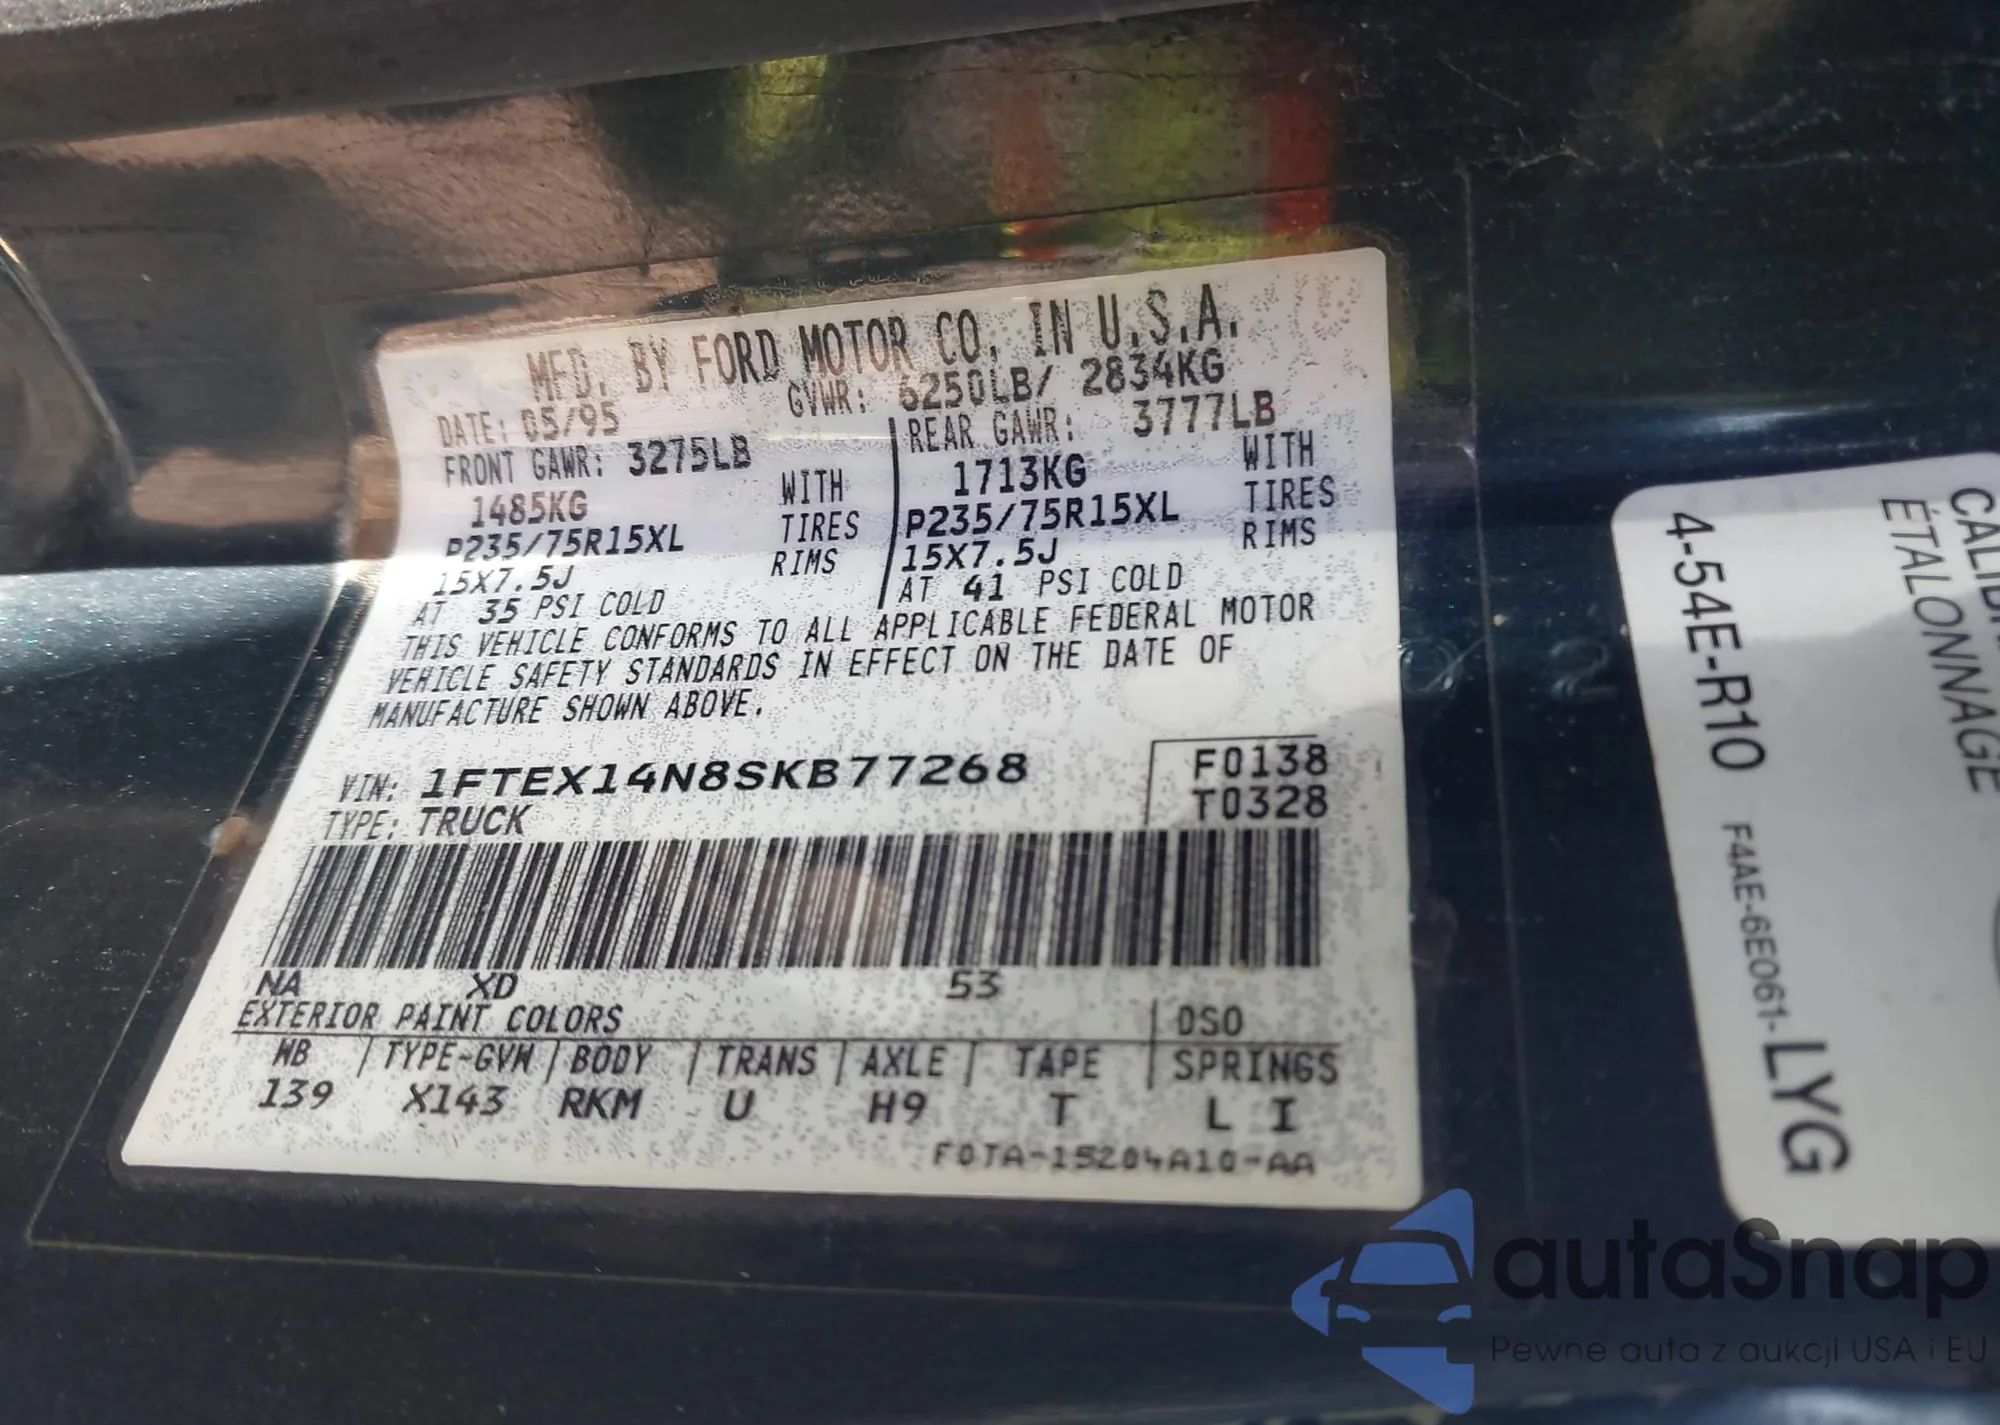 MFD. BY FORD MOTOR CO. IN U.S.A.
DATE: 05/95 GVWR: 6250LB/ 2834KG
FRONT GAWR: 3275LB REAR GAWR: 3777LB
1485KG WITH 1713KG WITH
P235/75R15XL TIRES P235/75R15XL TIRES
15X7.5J RIMS 15X7.5J RIMS
AT 35 PSI COLD AT 41 PSI COLD
THIS VEHICLE CONFORMS TO ALL APPLICABLE FEDERAL MOTOR
VEHICLE SAFETY STANDARDS IN EFFECT ON THE DATE OF
MANUFACTURE SHOWN ABOVE.
VIN: 1FTEX14N8SKB77268 F0138
TYPE: TRUCK T0328
NA XD 53
EXTERIOR PAINT COLORS DSO
WB TYPE-GVW BODY TRANS AXLE TAPE SPRINGS
139 X143 RKM U H9 T L I
F0TA-15204A10-AA
ÉTALONNAGE
4-54E-R10 F4AE-6E061-LYG
autaSnap
Pewne auta z aukcji USA i EU